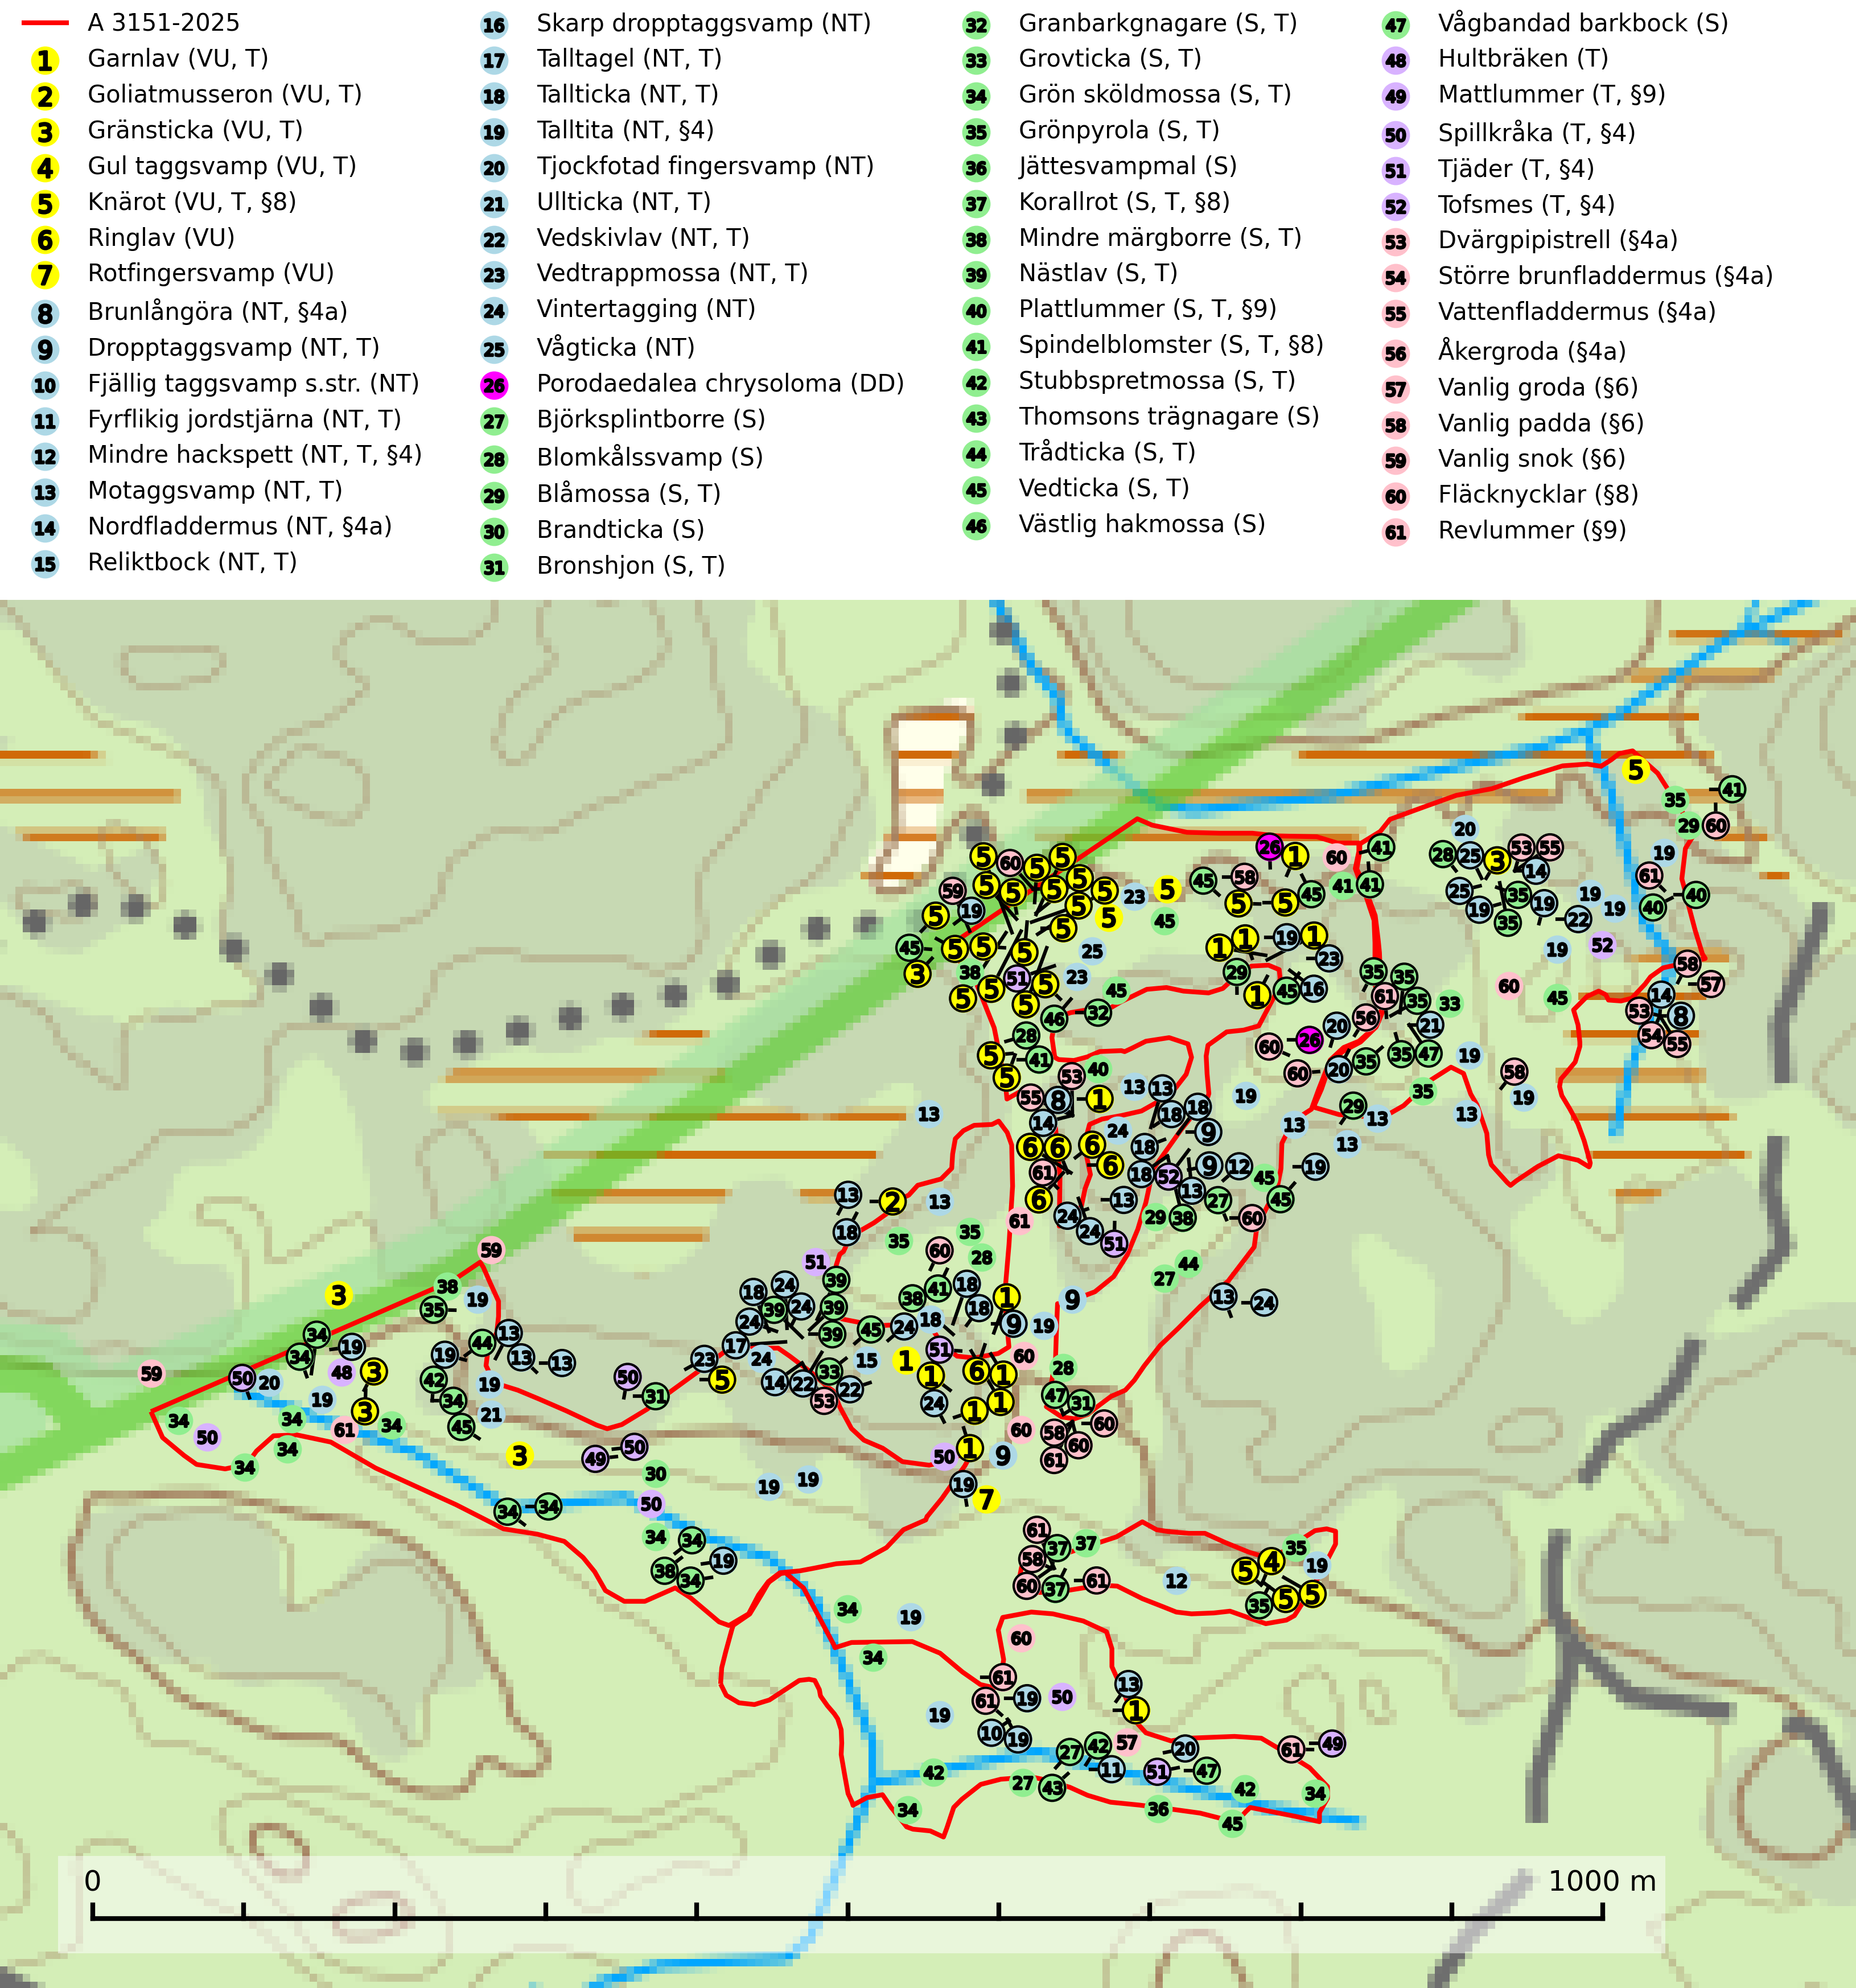 A 3151-2025
1 Garnlav (VU, T)
2 Goliatmusseron (VU, T)
3 Gränsticka (VU, T)
4 Gul taggsvamp (VU, T)
5 Knärot (VU, T, §8)
6 Ringlav (VU)
7 Rotfingersvamp (VU)
8 Brunlångöra (NT, §4a)
9 Dropptaggsvamp (NT, T)
10 Fjällig taggsvamp s.str. (NT)
11 Fyrflikig jordstjärna (NT, T)
12 Mindre hackspett (NT, T, §4)
13 Motaggsvamp (NT, T)
14 Nordfladdermus (NT, §4a)
15 Reliktbock (NT, T)
16 Skarp dropptaggsvamp (NT)
17 Talltagel (NT, T)
18 Tallticka (NT, T)
19 Talltita (NT, §4)
20 Tjockfotad fingersvamp (NT)
21 Ullticka (NT, T)
22 Vedskivlav (NT, T)
23 Vedtrappmossa (NT, T)
24 Vintertagging (NT)
25 Vågticka (NT)
26 Porodaedalea chrysoloma (DD)
27 Björksplintborre (S)
28 Blomkålssvamp (S)
29 Blåmossa (S, T)
30 Brandticka (S)
31 Bronshjon (S, T)
32 Granbarkgnagare (S, T)
33 Grovticka (S, T)
34 Grön sköldmossa (S, T)
35 Grönpyrola (S, T)
36 Jättesvampmal (S)
37 Korallrot (S, T, §8)
38 Mindre märgborre (S, T)
39 Nästlav (S, T)
40 Plattlummer (S, T, §9)
41 Spindelblomster (S, T, §8)
42 Stubbspretmossa (S, T)
43 Thomsons trägnagare (S)
44 Trådticka (S, T)
45 Vedticka (S, T)
46 Västlig hakmossa (S)
47 Vågbandad barkbock (S)
48 Hultbräken (T)
49 Mattlummer (T, §9)
50 Spillkråka (T, §4)
51 Tjäder (T, §4)
52 Tofsmes (T, §4)
53 Dvärgpipistrell (§4a)
54 Större brunfladdermus (§4a)
55 Vattenfladdermus (§4a)
56 Åkergroda (§4a)
57 Vanlig groda (§6)
58 Vanlig padda (§6)
59 Vanlig snok (§6)
60 Fläcknycklar (§8)
61 Revlummer (§9)
0 1000 m